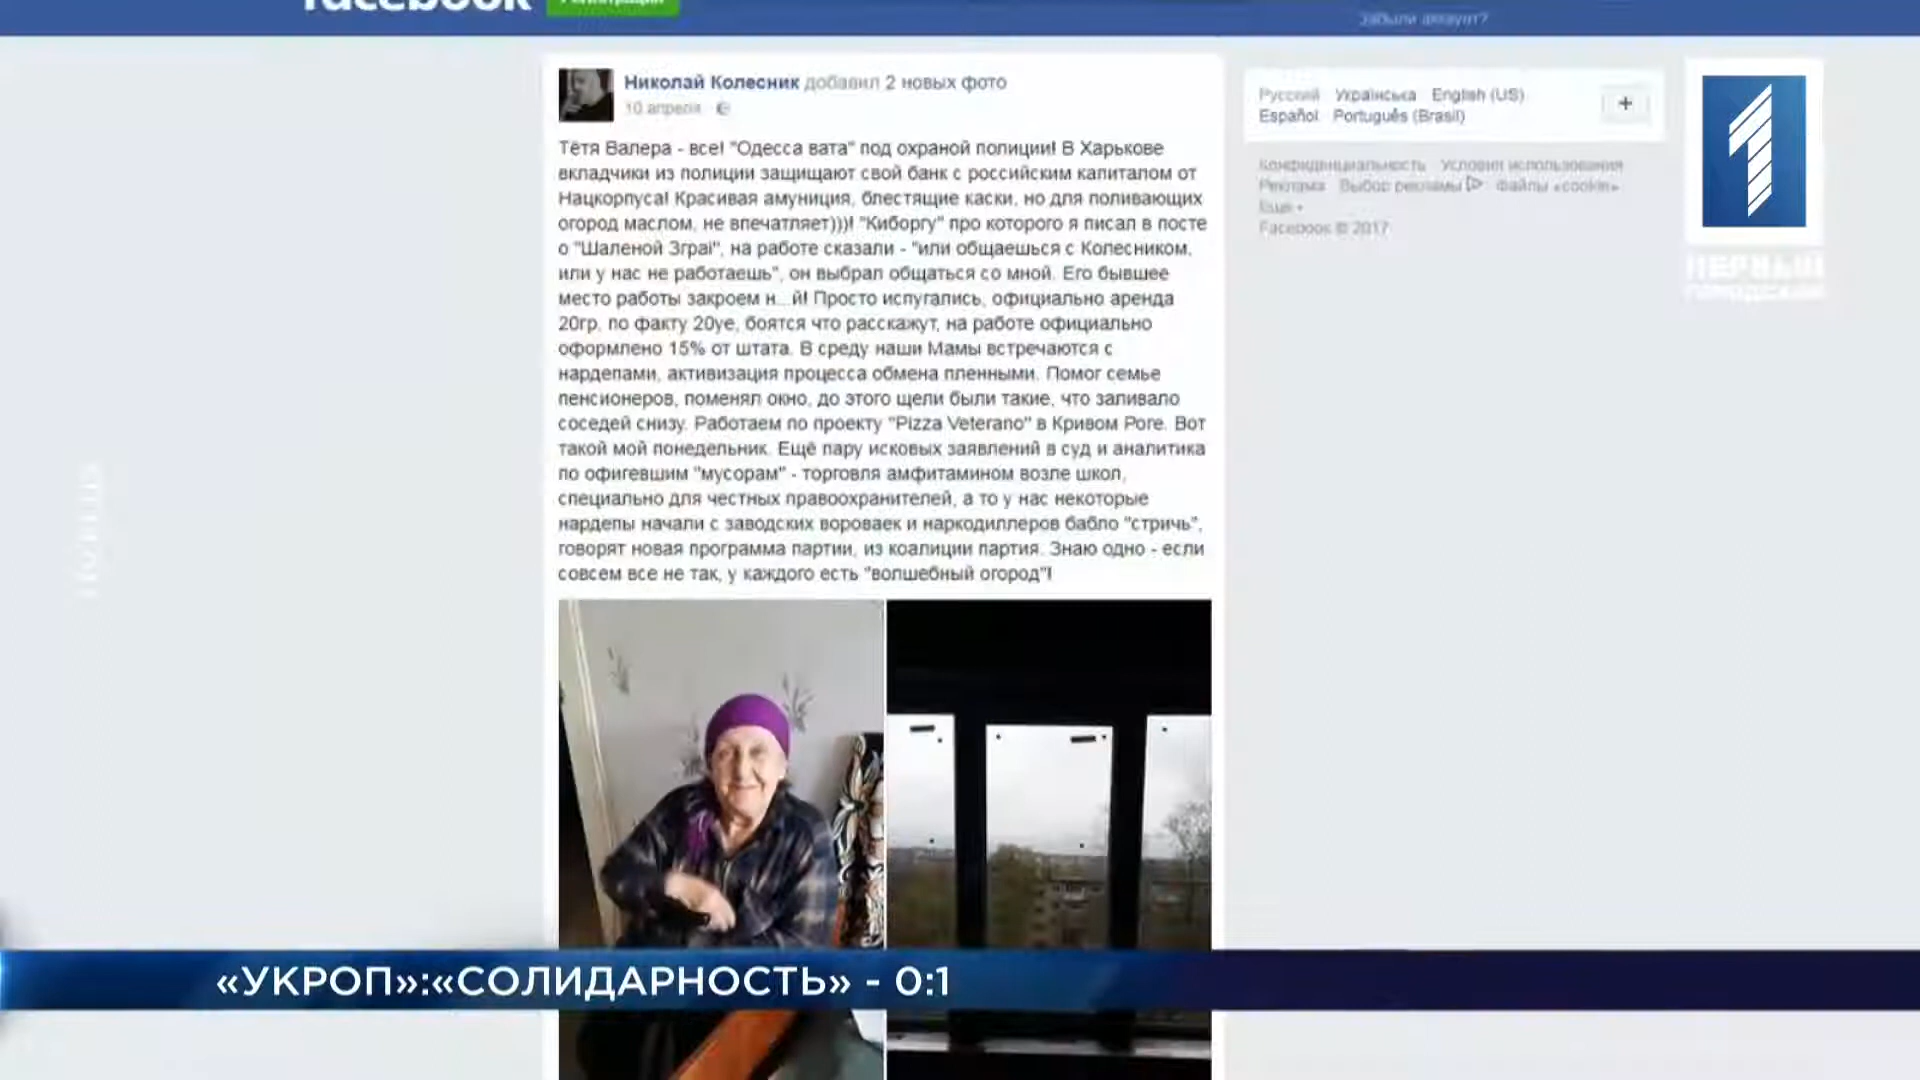 facebook
Регистрация
Забыли аккаунт?
Николай Колесник добавил 2 новых фото
10 апреля
Тётя Валера - все! "Одесса вата" под охраной полиции! В Харькове
вкладчики из полиции защищают свой банк с российским капиталом от
Нацкорпуса! Красивая амуниция, блестящие каски, но для поливающих
огород маслом, не впечатляет)))! "Киборгу" про которого я писал в посте
о "Шаленой Зграї", на работе сказали - "или общаешься с Колесником,
или у нас не работаешь", он выбрал общаться со мной. Его бывшее
место работы закроем н...й! Просто испугались, официально аренда
20гр, по факту 20уе, боятся что расскажут, на работе официально
оформлено 15% от штата. В среду наши Мамы встречаются с
нардепами, активизация процесса обмена пленными. Помог семье
пенсионеров, поменял окно, до этого щели были такие, что заливало
соседей снизу. Работаем по проекту "Pizza Veterano" в Кривом Роге. Вот
такой мой понедельник. Ещё пару исковых заявлений в суд и аналитика
по офигевшим "мусорам" - торговля амфитамином возле школ,
специально для честных правоохранителей, а то у нас некоторые
нардепы начали с заводских вороваек и наркодиллеров бабло "стричь",
говорят новая программа партии, из коалиции партия. Знаю одно - если
совсем все не так, у каждого есть "волшебный огород"!
Русский Українська English (US)
Español Português (Brasil)
+
Конфиденциальность Условия использования
Реклама Выбор рекламы Файлы «cookie»
Ещё
Facebook © 2017
1
ПЕРВЫЙ
ГОРОДСКОЙ
«УКРОП»:«СОЛИДАРНОСТЬ» - 0:1